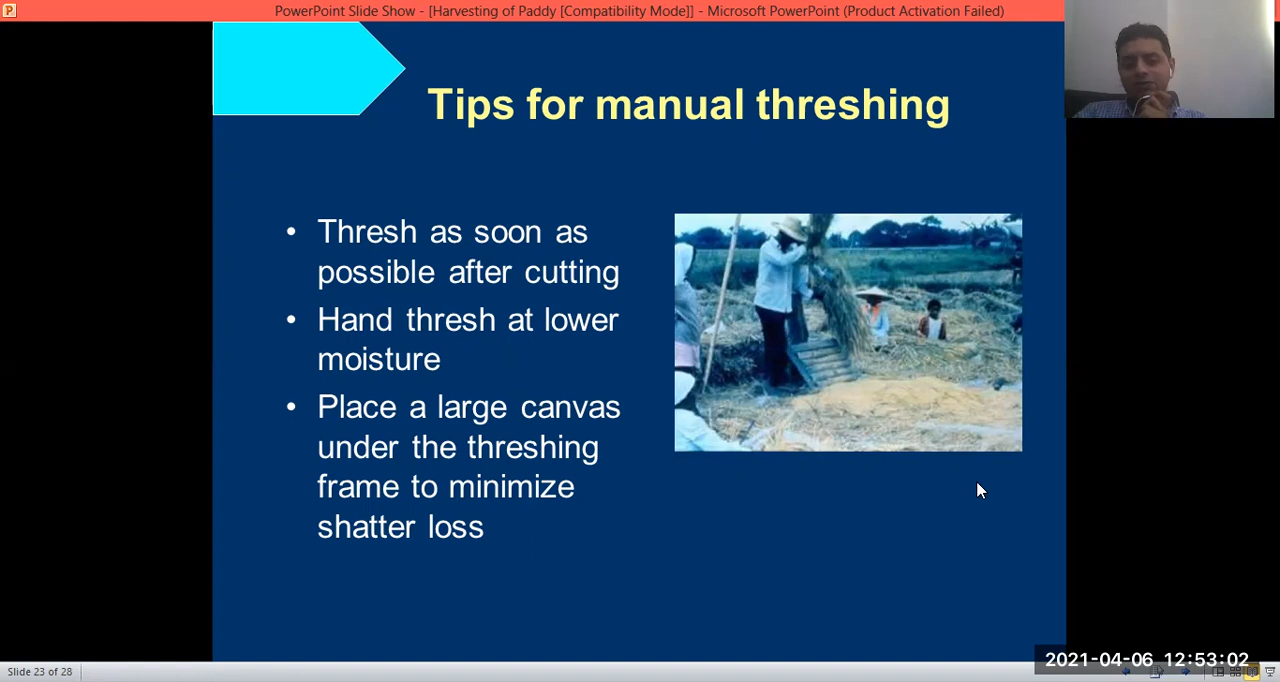 PowerPoint Slide Show - [Harvesting of Paddy [Compatibility Mode]] - Microsoft PowerPoint (Product Activation Failed)
Tips for manual threshing
• Thresh as soon as
possible after cutting
• Hand thresh at lower
moisture
• Place a large canvas
under the threshing
frame to minimize
shatter loss
Slide 23 of 28
2021-04-06 12:53:02